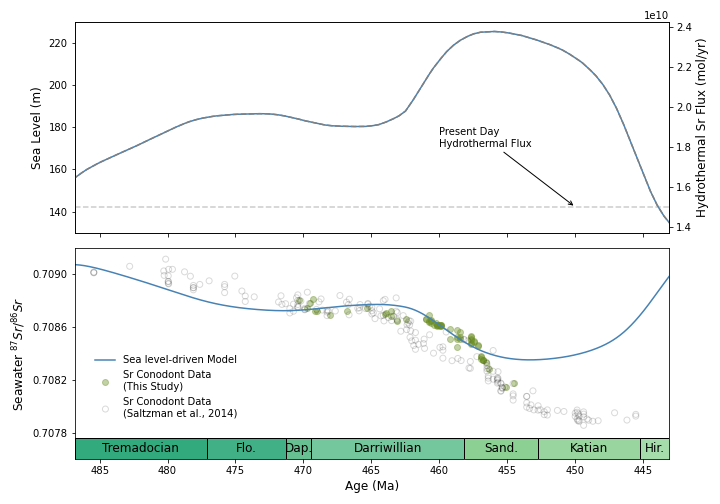 1e10
220
200
180
160
140
Sea Level (m)
2.4
2.2
2.0
1.8
1.6
1.4
Hydrothermal Sr Flux (mol/yr)
Present Day
Hydrothermal Flux
0.7090
0.7086
0.7082
0.7078
Seawater ⁸⁷Sr/⁸⁶Sr
Sea level-driven Model
Sr Conodont Data
(This Study)
Sr Conodont Data
(Saltzman et al., 2014)
Tremadocian Flo. Dap. Darriwillian Sand. Katian Hir.
485 480 475 470 465 460 455 450 445
Age (Ma)